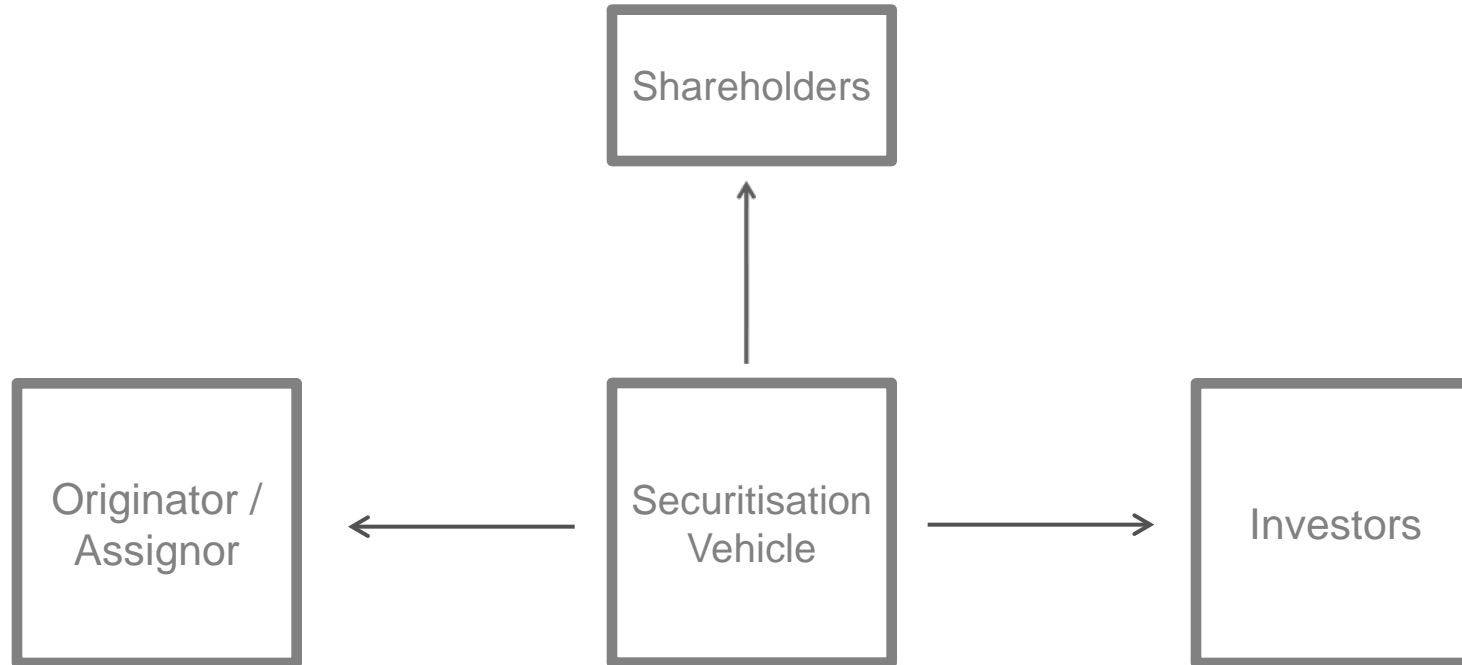 Shareholders
Originator /
Assignor
Securitisation
Vehicle
Investors